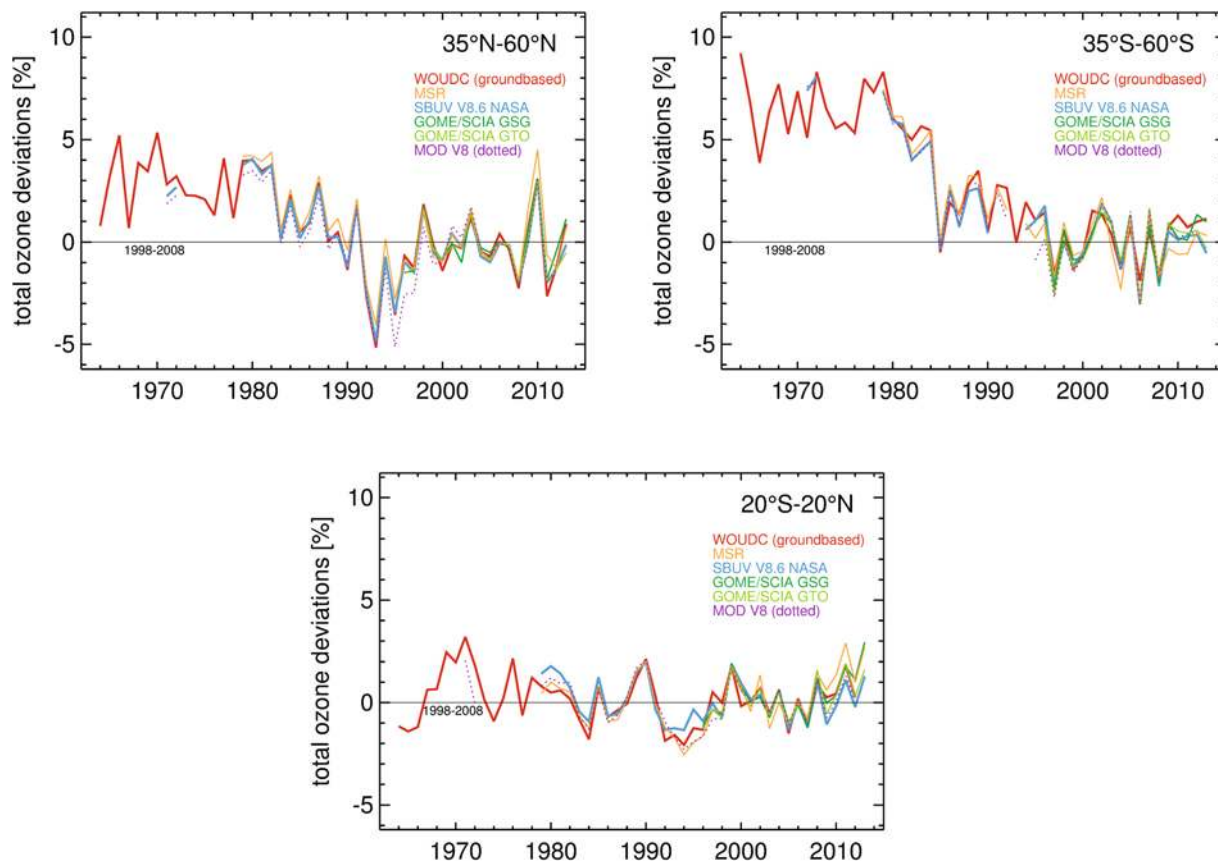 35°N-60°N
WOUDC (groundbased)
MSR
SBUV V8.6 NASA
GOME/SCIA GSG
GOME/SCIA GTO
MOD V8 (dotted)
total ozone deviations [%]
10
5
0
-5
1998-2008
1970 1980 1990 2000 2010
35°S-60°S
WOUDC (groundbased)
MSR
SBUV V8.6 NASA
GOME/SCIA GSG
GOME/SCIA GTO
MOD V8 (dotted)
total ozone deviations [%]
10
5
0
-5
1998-2008
1970 1980 1990 2000 2010
20°S-20°N
WOUDC (groundbased)
MSR
SBUV V8.6 NASA
GOME/SCIA GSG
GOME/SCIA GTO
MOD V8 (dotted)
total ozone deviations [%]
10
5
0
-5
1998-2008
1970 1980 1990 2000 2010